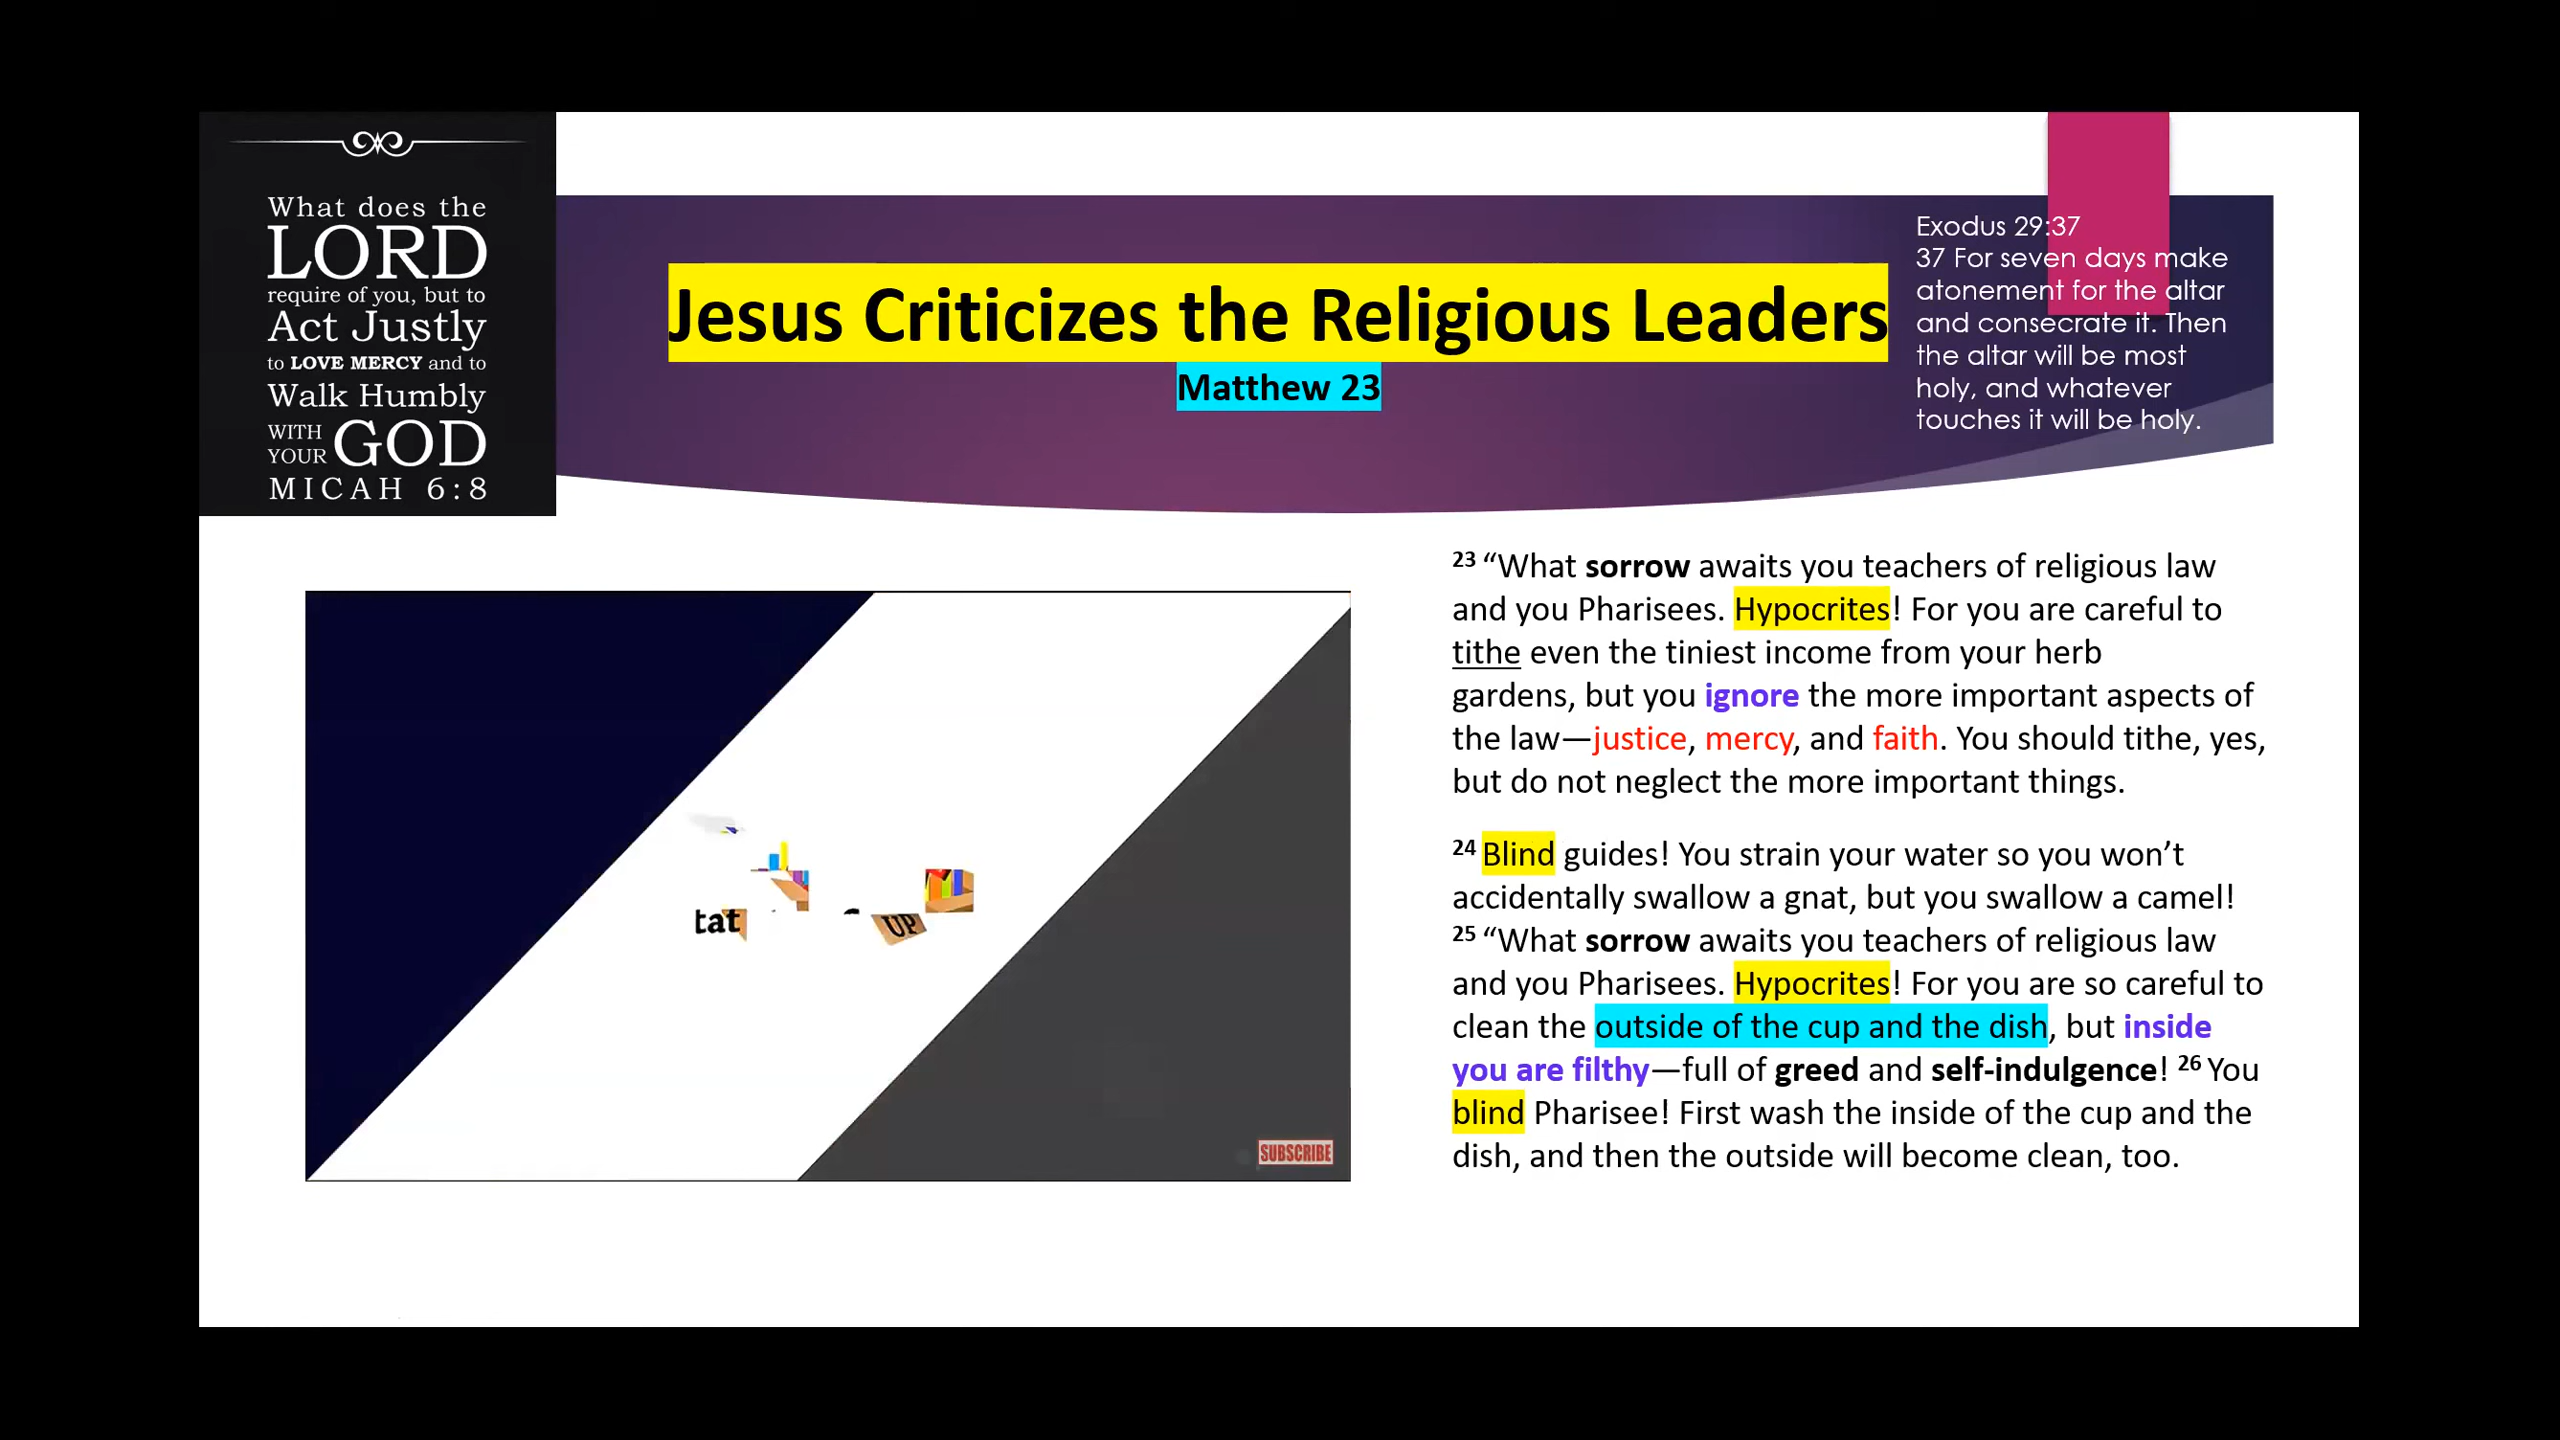 What does the
LORD
require of you, but to
Act Justly
to LOVE MERCY and to
Walk Humbly
WITH
YOUR GOD
MICAH 6:8
Jesus Criticizes the Religious Leaders
Matthew 23
Exodus 29:37
37 For seven days make
atonement for the altar
and consecrate it. Then
the altar will be most
holy, and whatever
touches it will be holy.
tat
UP
SUBSCRIBE
23 “What sorrow awaits you teachers of religious law
and you Pharisees. Hypocrites! For you are careful to
tithe even the tiniest income from your herb
gardens, but you ignore the more important aspects of
the law—justice, mercy, and faith. You should tithe, yes,
but do not neglect the more important things.
24 Blind guides! You strain your water so you won’t
accidentally swallow a gnat, but you swallow a camel!
25 “What sorrow awaits you teachers of religious law
and you Pharisees. Hypocrites! For you are so careful to
clean the outside of the cup and the dish, but inside
you are filthy—full of greed and self-indulgence! 26 You
blind Pharisee! First wash the inside of the cup and the
dish, and then the outside will become clean, too.